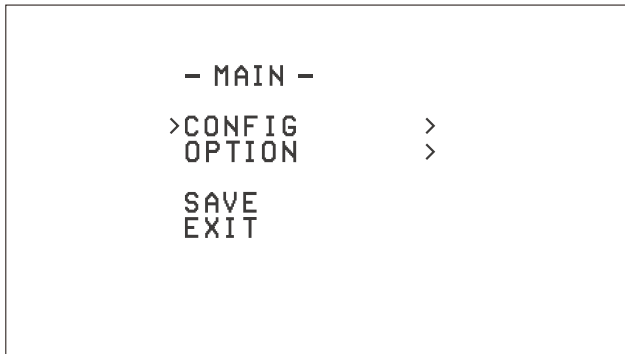 - MAIN -
>CONFIG >
OPTION >
SAVE
EXIT